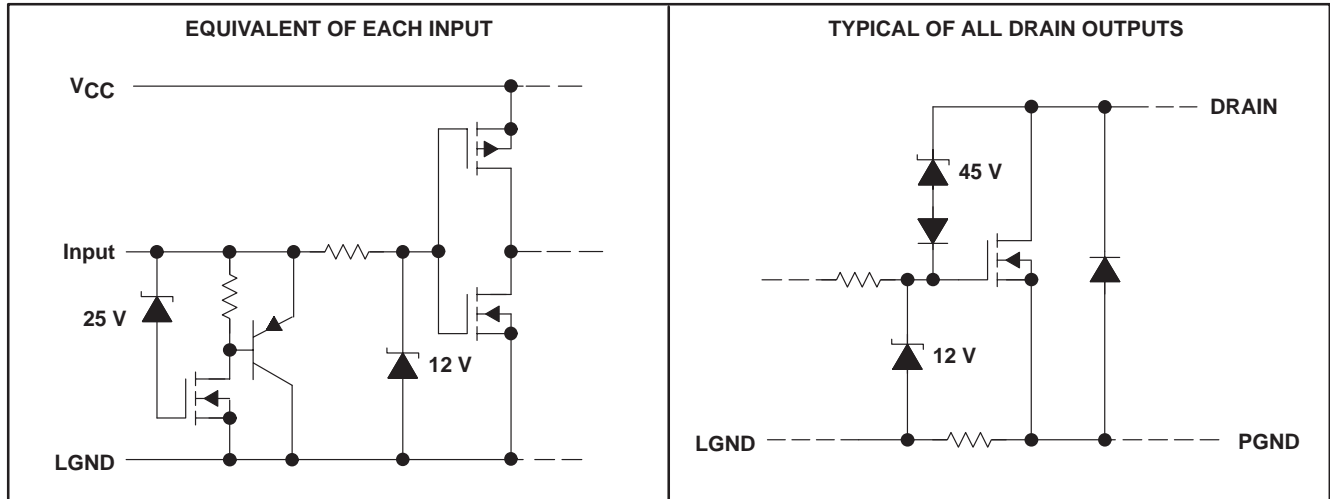 EQUIVALENT OF EACH INPUT
VCC
Input
25 V
12 V
LGND
TYPICAL OF ALL DRAIN OUTPUTS
DRAIN
45 V
12 V
LGND
PGND